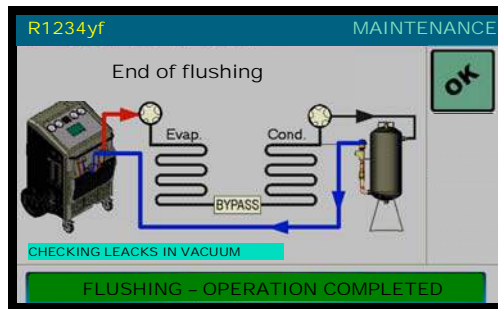 R1234yf MAINTENANCE
End of flushing
OK
Evap. Cond.
BYPASS
CHECKING LEACKS IN VACUUM
FLUSHING – OPERATION COMPLETED